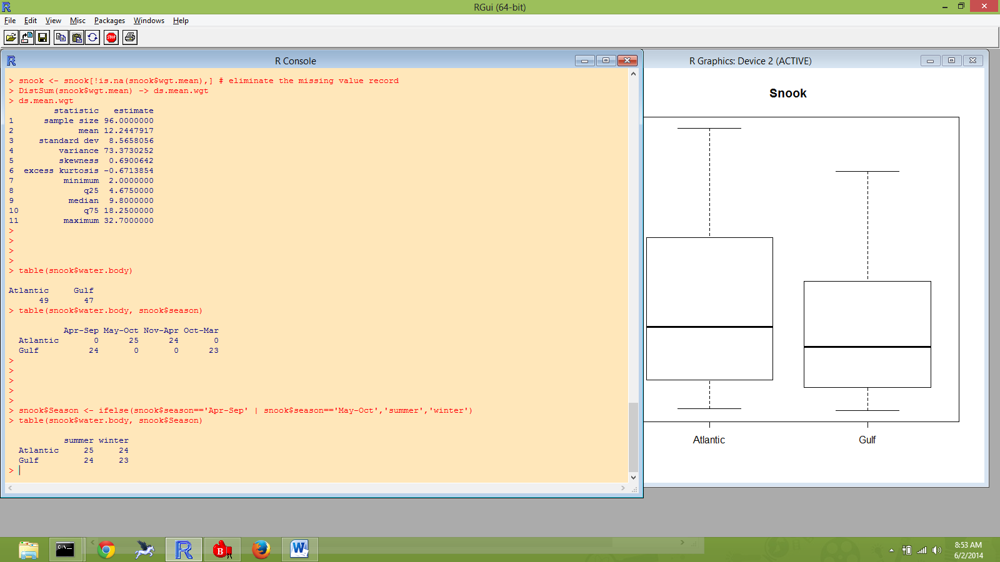 RGui (64-bit)
File Edit View Misc Packages Windows Help
R Console
> snook <- snook[!is.na(snook$wgt.mean),] # eliminate the missing value record
> DistSum(snook$wgt.mean) -> ds.mean.wgt
> ds.mean.wgt
statistic estimate
1 sample size 96.0000000
2 mean 12.2447917
3 standard dev 8.5658056
4 variance 73.3730252
5 skewness 0.6900642
6 excess kurtosis -0.6713854
7 minimum 2.0000000
8 q25 4.6750000
9 median 9.8000000
10 q75 18.2500000
11 maximum 32.7000000
>
>
>
>
> table(snook$water.body)
Atlantic Gulf
49 47
> table(snook$water.body, snook$season)
Apr-Sep May-Oct Nov-Apr Oct-Mar
Atlantic 0 25 24 0
Gulf 24 0 0 23
>
>
>
>
>
> snook$Season <- ifelse(snook$season=='Apr-Sep' | snook$season=='May-Oct','summer','winter')
> table(snook$water.body, snook$Season)
summer winter
Atlantic 25 24
Gulf 24 23
>
R Graphics: Device 2 (ACTIVE)
Snook
Atlantic Gulf
8:53 AM
6/2/2014